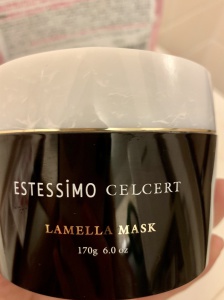 ESTESSiMO CELCERT
LAMELLA MASK
170g 6.0 oz